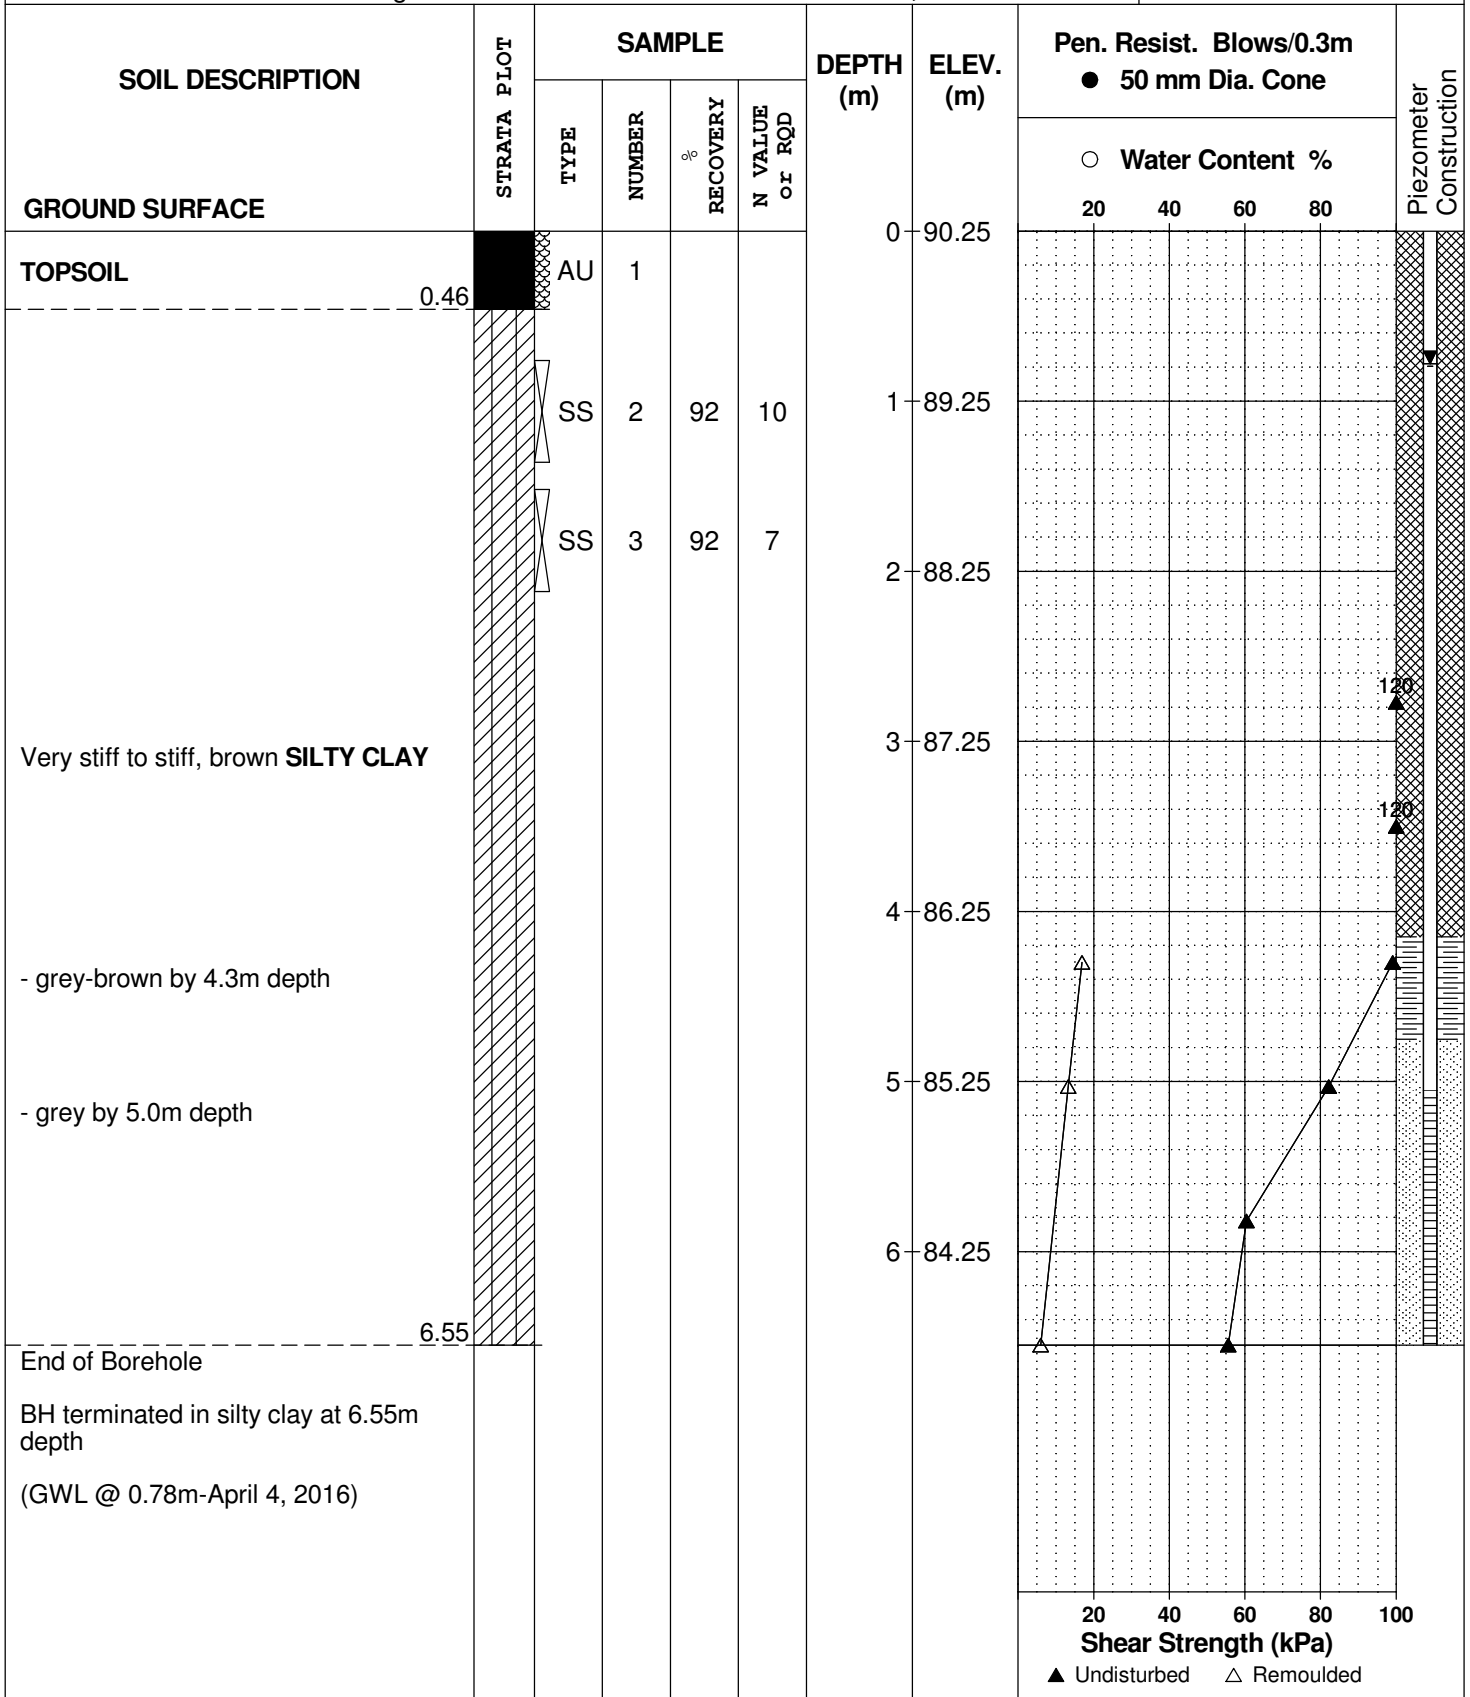 SOIL DESCRIPTION
GROUND SURFACE
STRATA PLOT
SAMPLE
TYPE
NUMBER
% RECOVERY
N VALUE or RQD
DEPTH (m)
ELEV. (m)
Pen. Resist. Blows/0.3m
● 50 mm Dia. Cone
○ Water Content %
20 40 60 80
Piezometer Construction
0 90.25
TOPSOIL
AU 1
0.46
SS 2 92 10
1 89.25
SS 3 92 7
2 88.25
120
3 87.25
Very stiff to stiff, brown SILTY CLAY
120
4 86.25
- grey-brown by 4.3m depth
5 85.25
- grey by 5.0m depth
6 84.25
6.55
End of Borehole
BH terminated in silty clay at 6.55m
depth
(GWL @ 0.78m-April 4, 2016)
20 40 60 80 100
Shear Strength (kPa)
▲ Undisturbed △ Remoulded